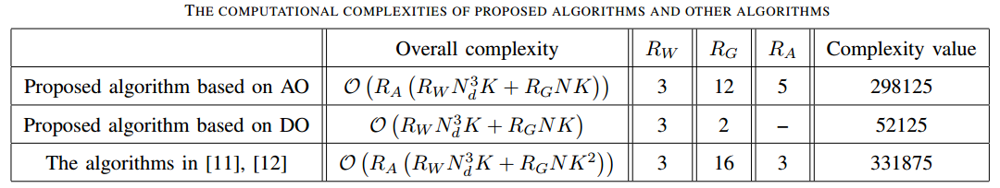 THE COMPUTATIONAL COMPLEXITIES OF PROPOSED ALGORITHMS AND OTHER ALGORITHMS
Overall complexity R_W R_G R_A Complexity value
Proposed algorithm based on AO O(R_A(R_W N_d^3 K + R_G NK)) 3 12 5 298125
Proposed algorithm based on DO O(R_W N_d^3 K + R_G NK) 3 2 – 52125
The algorithms in [11], [12] O(R_A(R_W N_d^3 K + R_G NK^2)) 3 16 3 331875